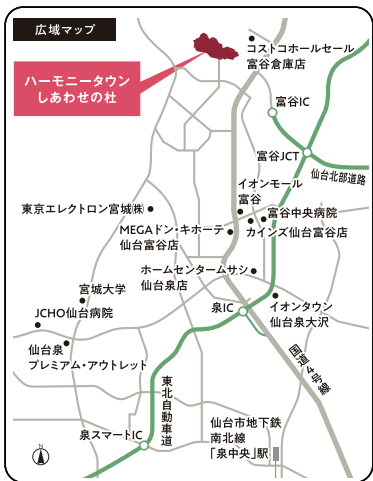 広域マップ
ハーモニータウン
しあわせの杜
コストコホールセール
富谷倉庫店
富谷IC
富谷JCT
仙台北部道路
イオンモール
富谷
東京エレクトロン宮城㈱
富谷中央病院
MEGAドン・キホーテ
仙台富谷店
カインズ仙台富谷店
ホームセンタームサシ
仙台泉店
宮城大学
泉IC
イオンタウン
仙台泉大沢
JCHO仙台病院
仙台泉
プレミアム・アウトレット
国道4号線
東北自動車道
仙台市地下鉄
南北線
「泉中央」駅
泉スマートIC
N